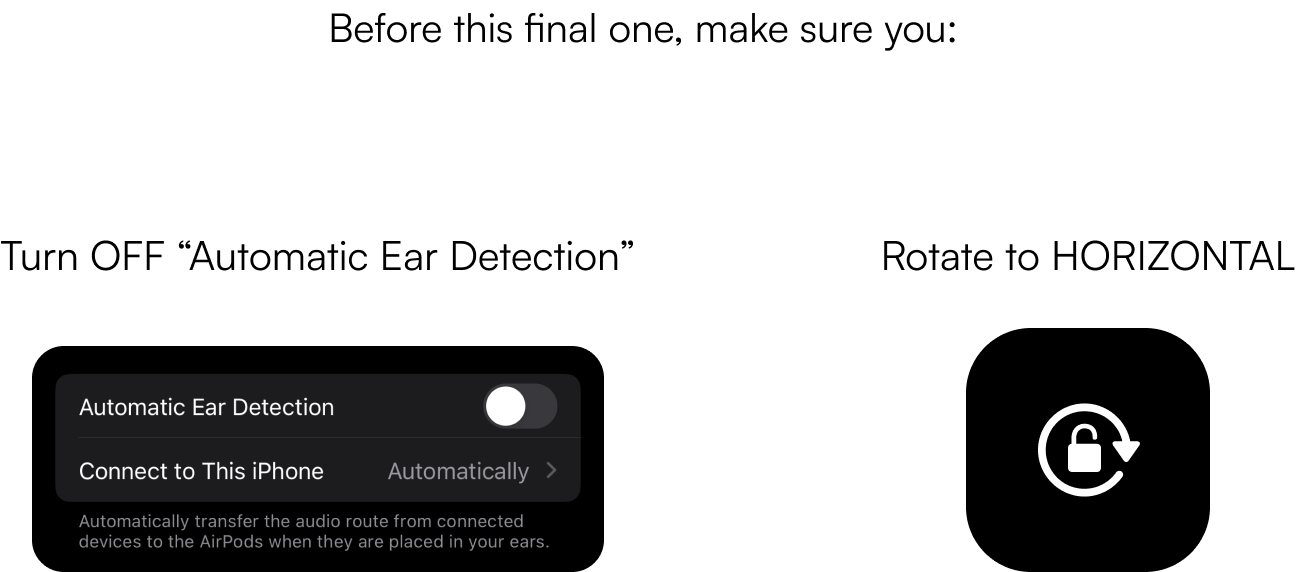 Before this final one, make sure you:
Turn OFF “Automatic Ear Detection”
Rotate to HORIZONTAL
Automatic Ear Detection
Connect to This iPhone Automatically
Automatically transfer the audio route from connected
devices to the AirPods when they are placed in your ears.